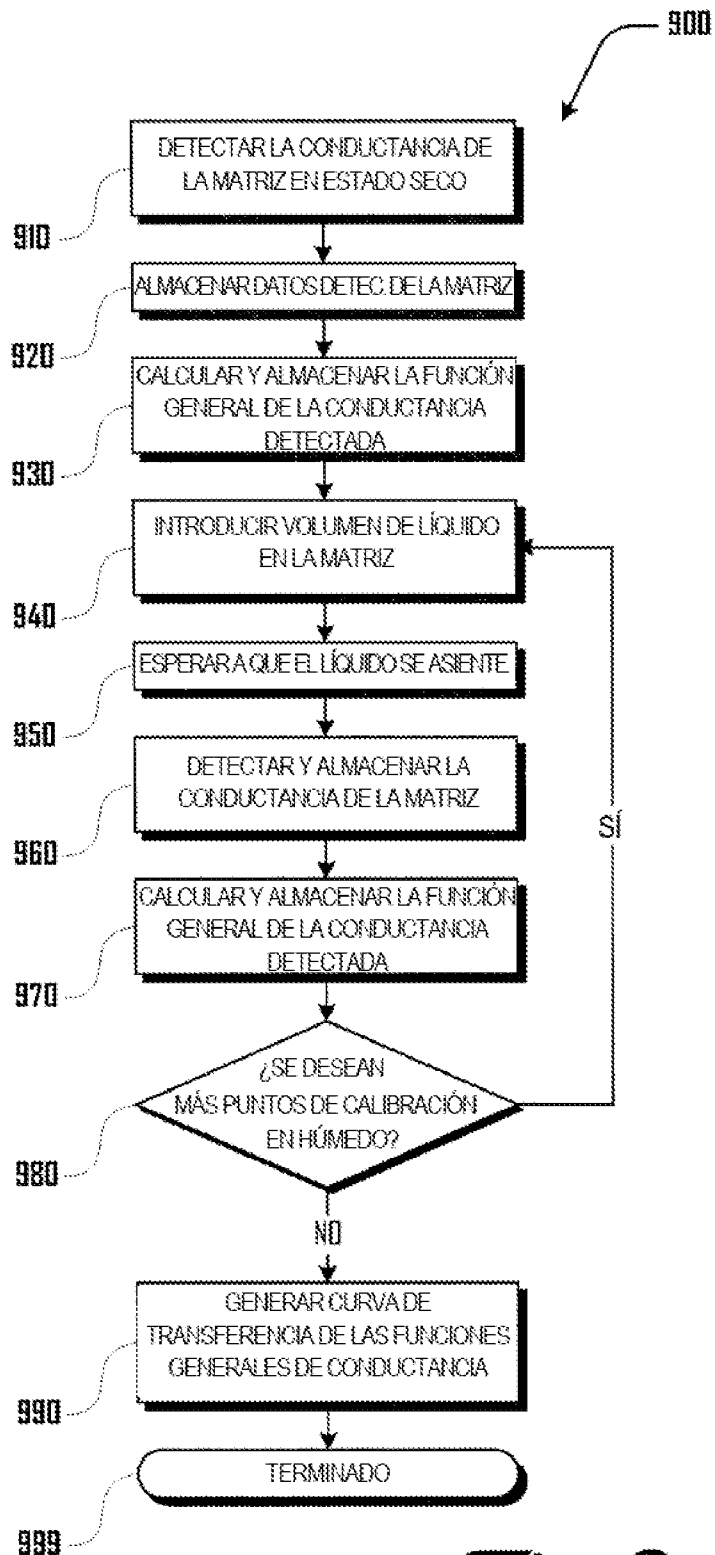 900
DETECTAR LA CONDUCTANCIA DE
LA MATRIZ EN ESTADO SECO
910
ALMACENAR DATOS DETEC. DE LA MATRIZ
920
CALCULAR Y ALMACENAR LA FUNCIÓN
GENERAL DE LA CONDUCTANCIA
DETECTADA
930
INTRODUCIR VOLUMEN DE LÍQUIDO
EN LA MATRIZ
940
ESPERAR A QUE EL LÍQUIDO SE ASIENTE
950
DETECTAR Y ALMACENAR LA
CONDUCTANCIA DE LA MATRIZ
960
SÍ
CALCULAR Y ALMACENAR LA FUNCIÓN
GENERAL DE LA CONDUCTANCIA
DETECTADA
970
¿SE DESEAN
MÁS PUNTOS DE CALIBRACIÓN
EN HÚMEDO?
980
NO
GENERAR CURVA DE
TRANSFERENCIA DE LAS FUNCIONES
GENERALES DE CONDUCTANCIA
990
TERMINADO
999